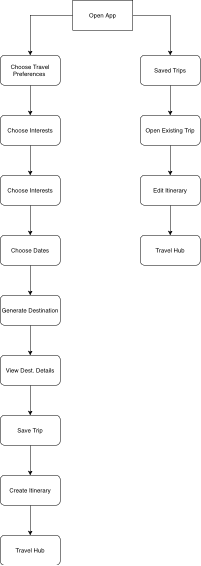 Open App
Choose Travel
Preferences
Saved Trips
Choose Interests
Open Existing Trip
Choose Interests
Edit Itinerary
Choose Dates
Travel Hub
Generate Destination
View Dest. Details
Save Trip
Create Itinerary
Travel Hub